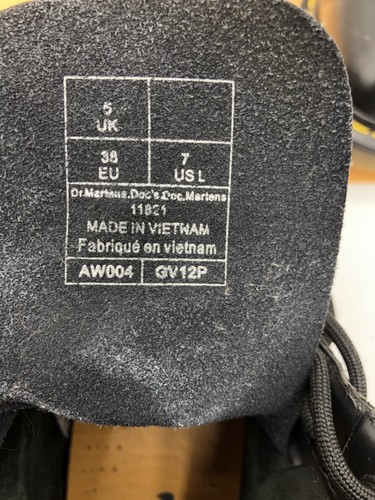 5
UK
38
EU
7
US L
Dr.Martens.Doc's.Doc.Martens
11821
MADE IN VIETNAM
Fabriqué en vietnam
AW004
GV12P